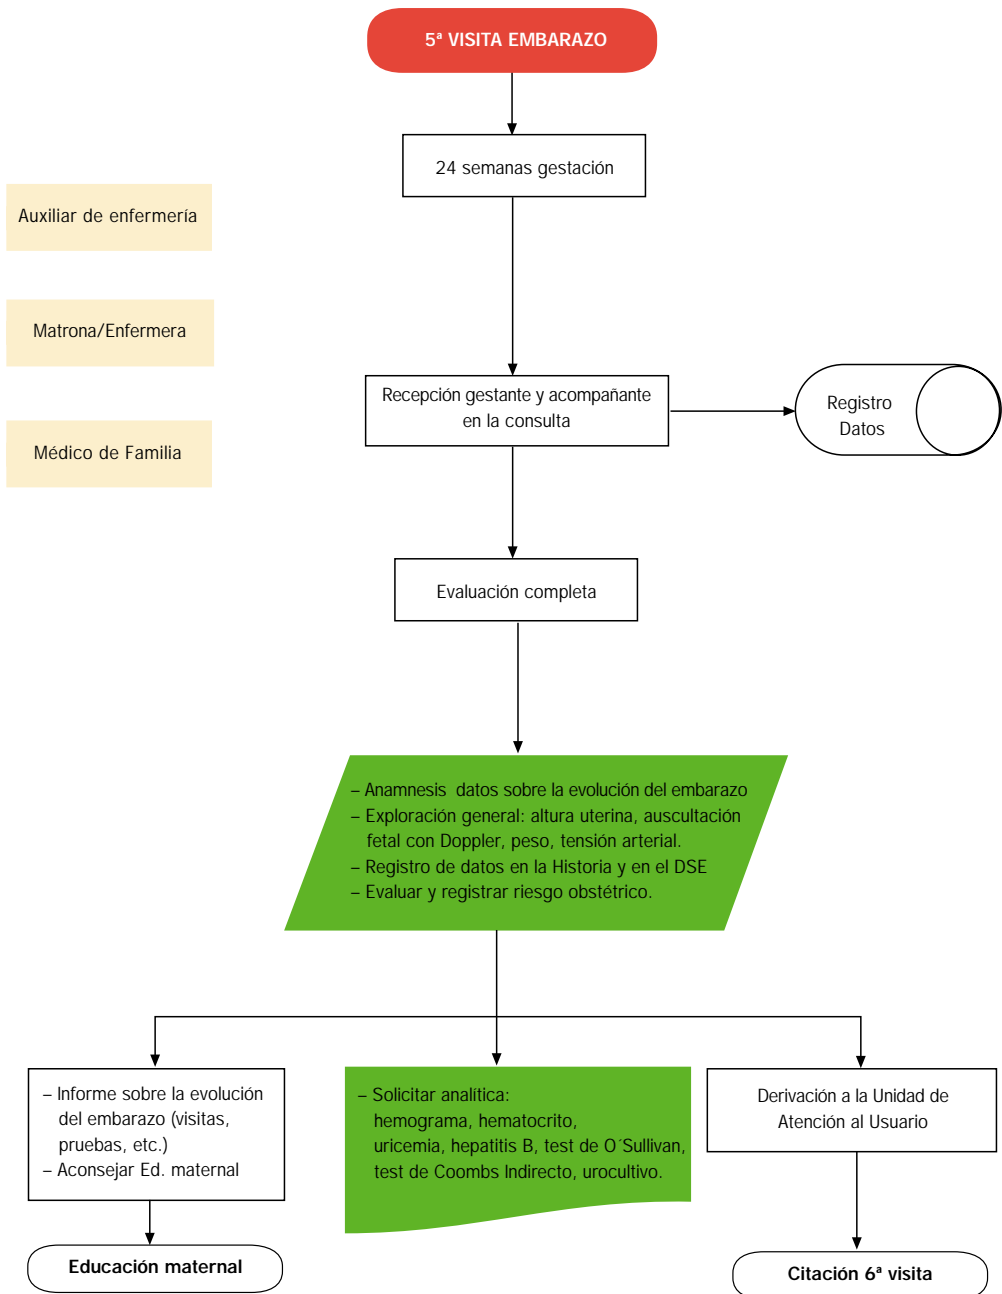 5ª VISITA EMBARAZO
24 semanas gestación
Auxiliar de enfermería
Matrona/Enfermera
Médico de Familia
Recepción gestante y acompañante
en la consulta
Registro
Datos
Evaluación completa
– Anamnesis datos sobre la evolución del embarazo
– Exploración general: altura uterina, auscultación
fetal con Doppler, peso, tensión arterial.
– Registro de datos en la Historia y en el DSE
– Evaluar y registrar riesgo obstétrico.
– Informe sobre la evolución
del embarazo (visitas,
pruebas, etc.)
– Aconsejar Ed. maternal
– Solicitar analítica:
hemograma, hematocrito,
uricemia, hepatitis B, test de O´Sullivan,
test de Coombs Indirecto, urocultivo.
Derivación a la Unidad de
Atención al Usuario
Educación maternal
Citación 6ª visita